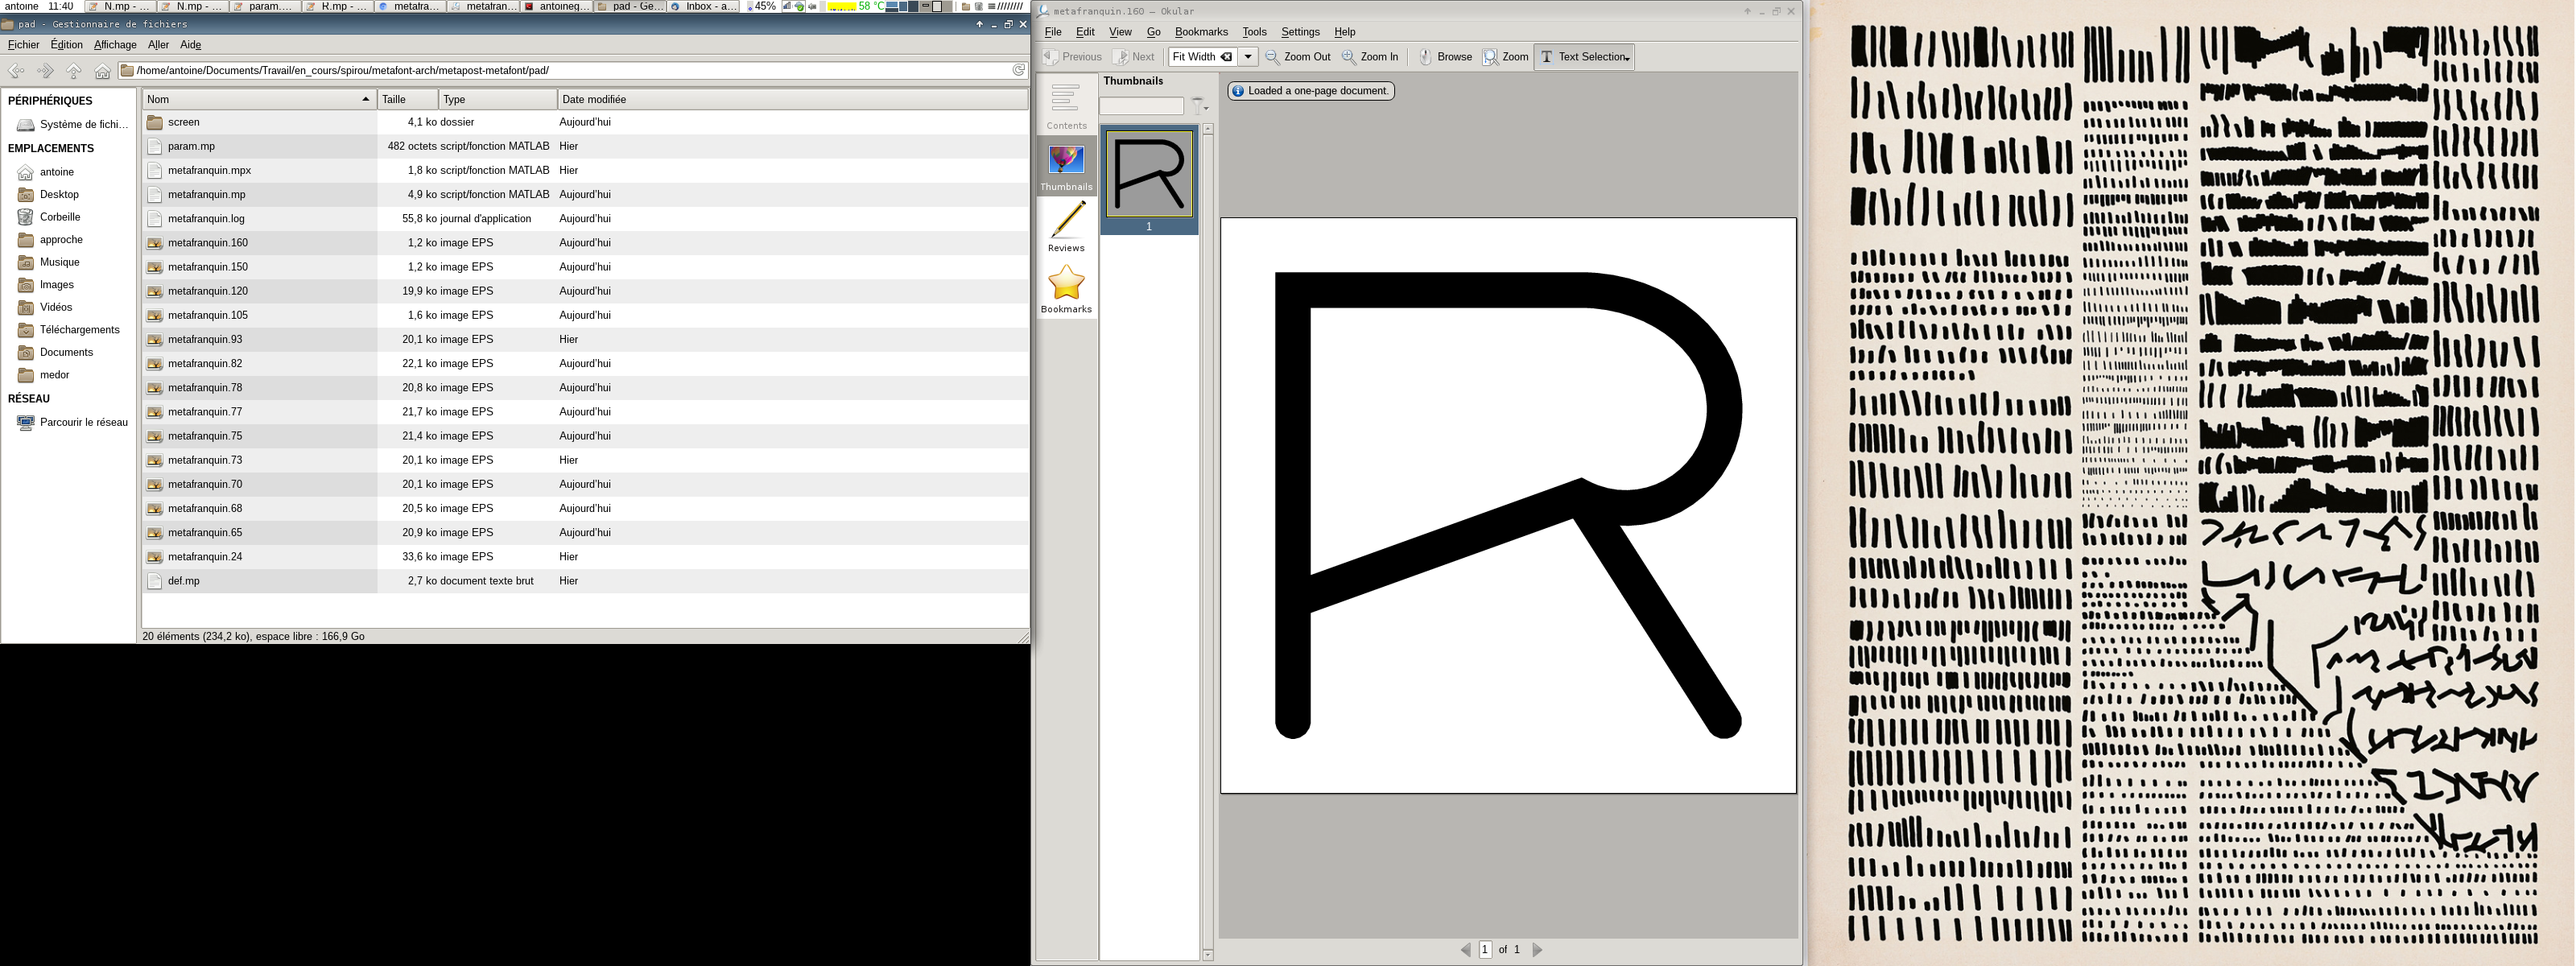 antoine 11:40 N.mp - ... N.mp - ... param.... R.mp - ... metafra... metafran... antoineg... pad - Ge... Inbox - a... 45% 58 °C
pad - Gestionnaire de fichiers
Fichier Édition Affichage Aller Aide
/home/antoine/Documents/Travail/en_cours/spirou/metafont-arch/metapost-metafont/pad/
PÉRIPHÉRIQUES
Système de fichi...
EMPLACEMENTS
antoine
Desktop
Corbeille
approche
Musique
Images
Vidéos
Téléchargements
Documents
medor
RÉSEAU
Parcourir le réseau
Nom Taille Type Date modifiée
screen 4,1 ko dossier Aujourd'hui
param.mp 482 octets script/fonction MATLAB Hier
metafranquin.mpx 1,8 ko script/fonction MATLAB Hier
metafranquin.mp 4,9 ko script/fonction MATLAB Aujourd'hui
metafranquin.log 55,8 ko journal d'application Aujourd'hui
metafranquin.160 1,2 ko image EPS Aujourd'hui
metafranquin.150 1,2 ko image EPS Aujourd'hui
metafranquin.120 19,9 ko image EPS Aujourd'hui
metafranquin.105 1,6 ko image EPS Aujourd'hui
metafranquin.93 20,1 ko image EPS Hier
metafranquin.82 22,1 ko image EPS Aujourd'hui
metafranquin.78 20,8 ko image EPS Aujourd'hui
metafranquin.77 21,7 ko image EPS Aujourd'hui
metafranquin.75 21,4 ko image EPS Aujourd'hui
metafranquin.73 20,1 ko image EPS Hier
metafranquin.70 20,1 ko image EPS Aujourd'hui
metafranquin.68 20,5 ko image EPS Aujourd'hui
metafranquin.65 20,9 ko image EPS Aujourd'hui
metafranquin.24 33,6 ko image EPS Hier
def.mp 2,7 ko document texte brut Hier
20 éléments (234,2 ko), espace libre : 166,9 Go
metafranquin.160 – Okular
File Edit View Go Bookmarks Tools Settings Help
Previous Next Fit Width Zoom Out Zoom In Browse Zoom Text Selection
Thumbnails
Contents
Thumbnails
Reviews
Bookmarks
R
1
Loaded a one-page document.
R
1 of 1